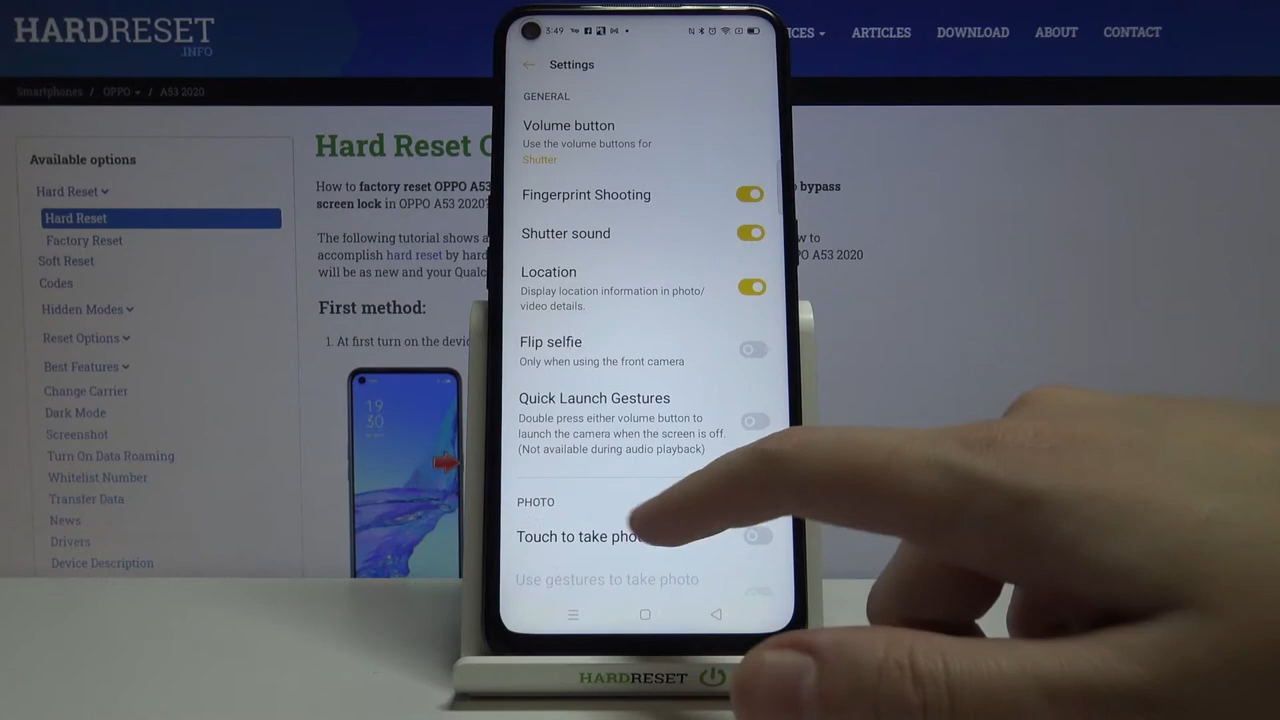 HARDRESET
.INFO
ICES
ARTICLES
DOWNLOAD
ABOUT
CONTACT
Smartphones / OPPO / A53 2020
Available options
Hard Reset
Hard Reset
Factory Reset
Soft Reset
Codes
Hidden Modes
Reset Options
Best Features
Change Carrier
Dark Mode
Screenshot
Turn On Data Roaming
Whitelist Number
Transfer Data
News
Drivers
Device Description
Hard Reset
How to factory reset OPPO A53
bypass
screen lock in OPPO A53 2020?
The following tutorial shows a
w to
accomplish hard reset by hard
OPPO A53 2020
will be as new and your Qualc
First method:
1. At first turn on the devic
19
30
5:49
Settings
GENERAL
Volume button
Use the volume buttons for
Shutter
Fingerprint Shooting
Shutter sound
Location
Display location information in photo/
video details.
Flip selfie
Only when using the front camera
Quick Launch Gestures
Double press either volume button to
launch the camera when the screen is off.
(Not available during audio playback)
PHOTO
Touch to take pho
Use gestures to take photo
HARDRESET